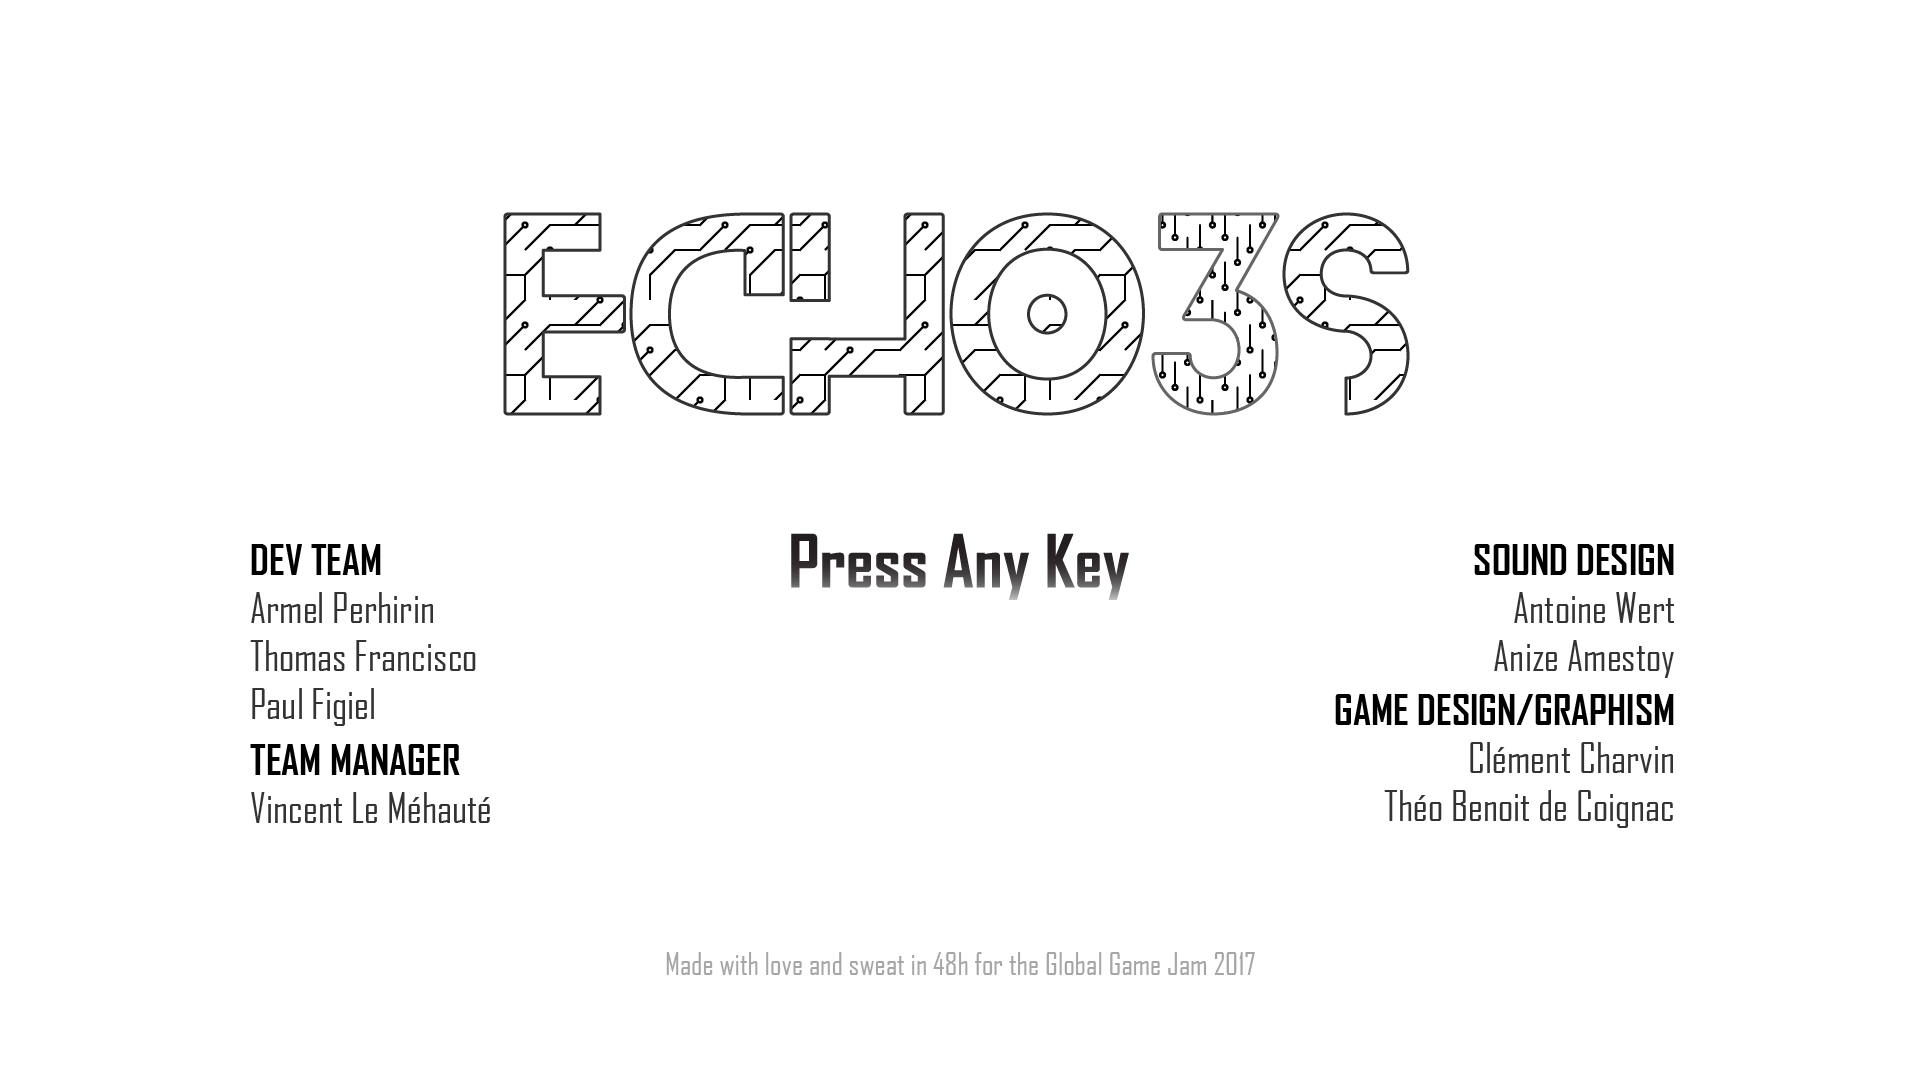 ECHO3S
Press Any Key
DEV TEAM
Armel Perhirin
Thomas Francisco
Paul Figiel
TEAM MANAGER
Vincent Le Méhauté
SOUND DESIGN
Antoine Wert
Anize Amestoy
GAME DESIGN/GRAPHISM
Clément Charvin
Théo Benoit de Coignac
Made with love and sweat in 48h for the Global Game Jam 2017